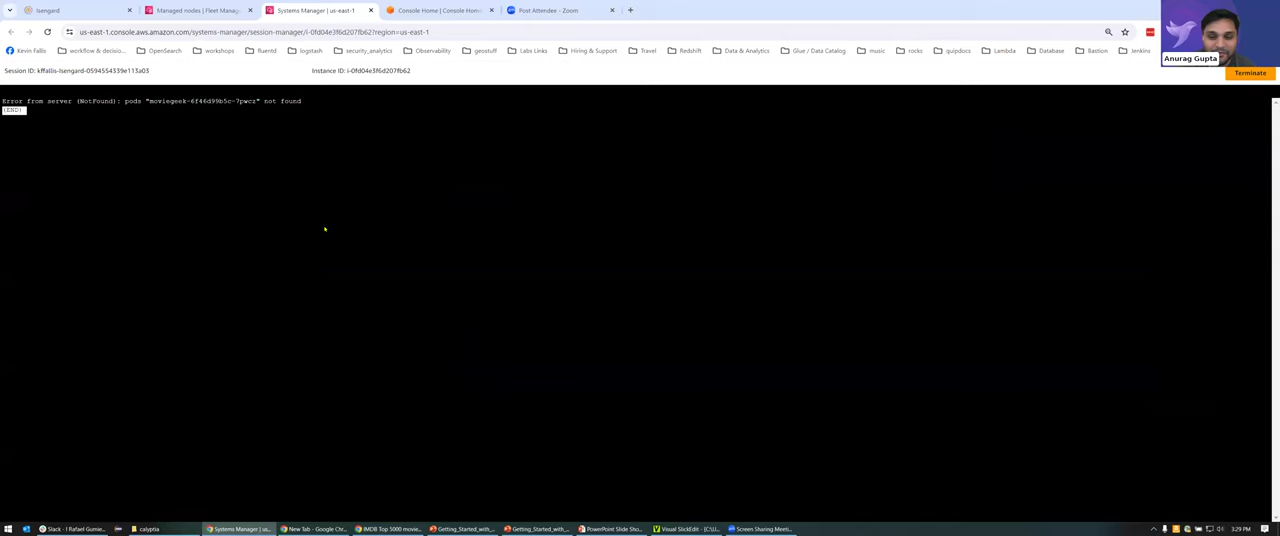 Isengard
Managed nodes | Fleet Manag
Systems Manager | us-east-1
Console Home | Console Hom
Post Attendee - Zoom
us-east-1.console.aws.amazon.com/systems-manager/session-manager/i-0fd04e3f6d207fb62?region=us-east-1
Kevin Fallis
workflow & decisio...
OpenSearch
workshops
fluentd
logstash
security_analytics
Observability
geostuff
Labs Links
Hiring & Support
Travel
Redshift
Data & Analytics
Glue / Data Catalog
music
rocks
quipdocs
Lambda
Database
Bastion
Jenkins
Anurag Gupta
Session ID: kffallis-Isengard-0594554339e113a03
Instance ID: i-0fd04e3f6d207fb62
Terminate
Error from server (NotFound): pods "moviegeek-6f46d99b5c-7pwcz" not found
(END)
Slack - ! Rafael Gumie...
calyptia
Systems Manager | us...
New Tab - Google Chr...
IMDB Top 5000 movie...
Getting_Started_with_...
Getting_Started_with_...
PowerPoint Slide Sho...
Visual SlickEdit - [C:\U...
Screen Sharing Meeti...
3:29 PM